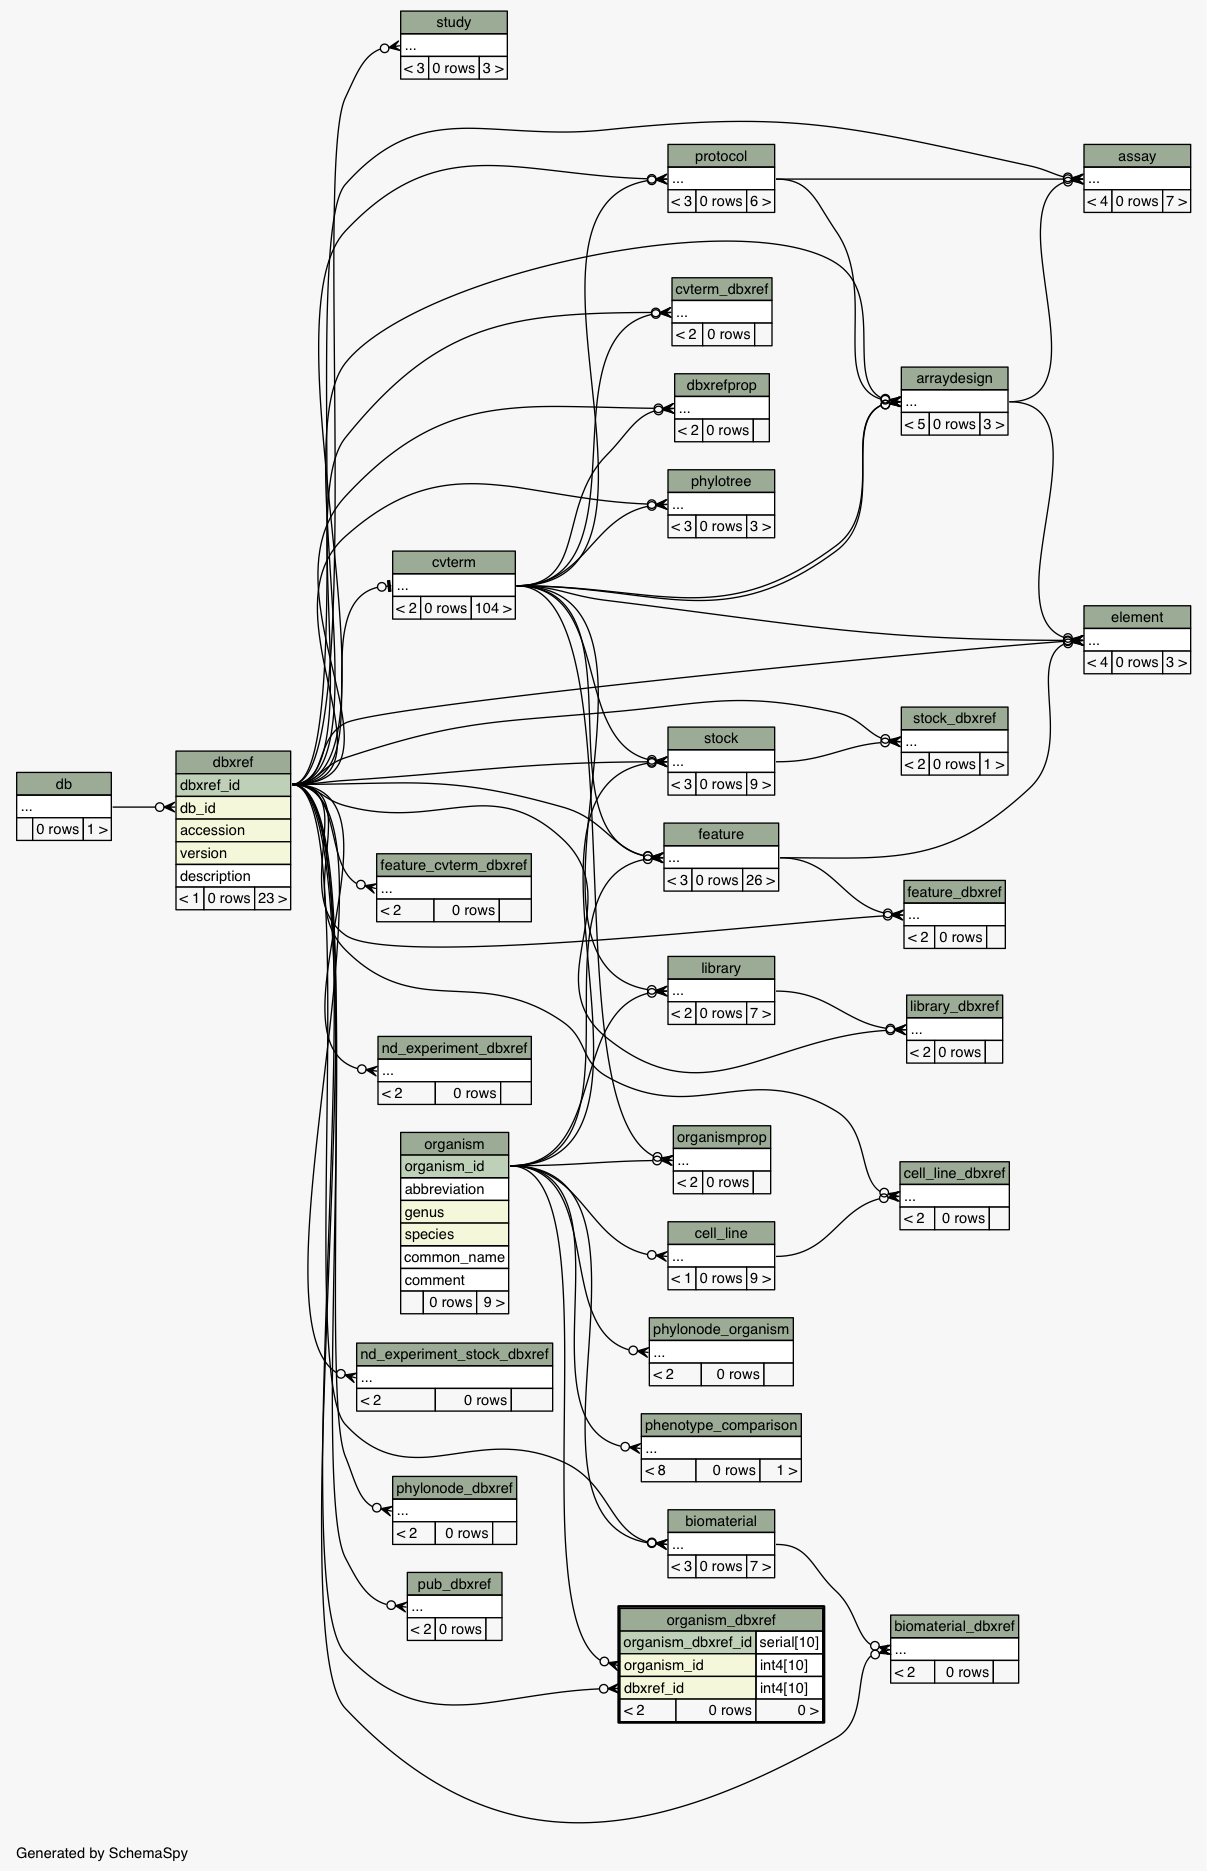 study
...
< 3 0 rows 3 >
protocol
...
< 3 0 rows 6 >
assay
...
< 4 0 rows 7 >
cvterm_dbxref
...
< 2 0 rows
arraydesign
...
< 5 0 rows 3 >
dbxrefprop
...
< 2 0 rows
phylotree
...
< 3 0 rows 3 >
cvterm
...
< 2 0 rows 104 >
element
...
< 4 0 rows 3 >
stock_dbxref
...
< 2 0 rows 1 >
stock
...
< 3 0 rows 9 >
db
...
0 rows 1 >
dbxref
dbxref_id
db_id
accession
version
description
< 1 0 rows 23 >
feature
...
< 3 0 rows 26 >
feature_cvterm_dbxref
...
< 2 0 rows
feature_dbxref
...
< 2 0 rows
library
...
< 2 0 rows 7 >
library_dbxref
...
< 2 0 rows
nd_experiment_dbxref
...
< 2 0 rows
organism
organism_id
abbreviation
genus
species
common_name
comment
0 rows 9 >
organismprop
...
< 2 0 rows
cell_line_dbxref
...
< 2 0 rows
cell_line
...
< 1 0 rows 9 >
phylonode_organism
...
< 2 0 rows
nd_experiment_stock_dbxref
...
< 2 0 rows
phenotype_comparison
...
< 8 0 rows 1 >
phylonode_dbxref
...
< 2 0 rows
biomaterial
...
< 3 0 rows 7 >
pub_dbxref
...
< 2 0 rows
organism_dbxref
organism_dbxref_id serial[10]
organism_id int4[10]
dbxref_id int4[10]
< 2 0 rows 0 >
biomaterial_dbxref
...
< 2 0 rows
Generated by SchemaSpy